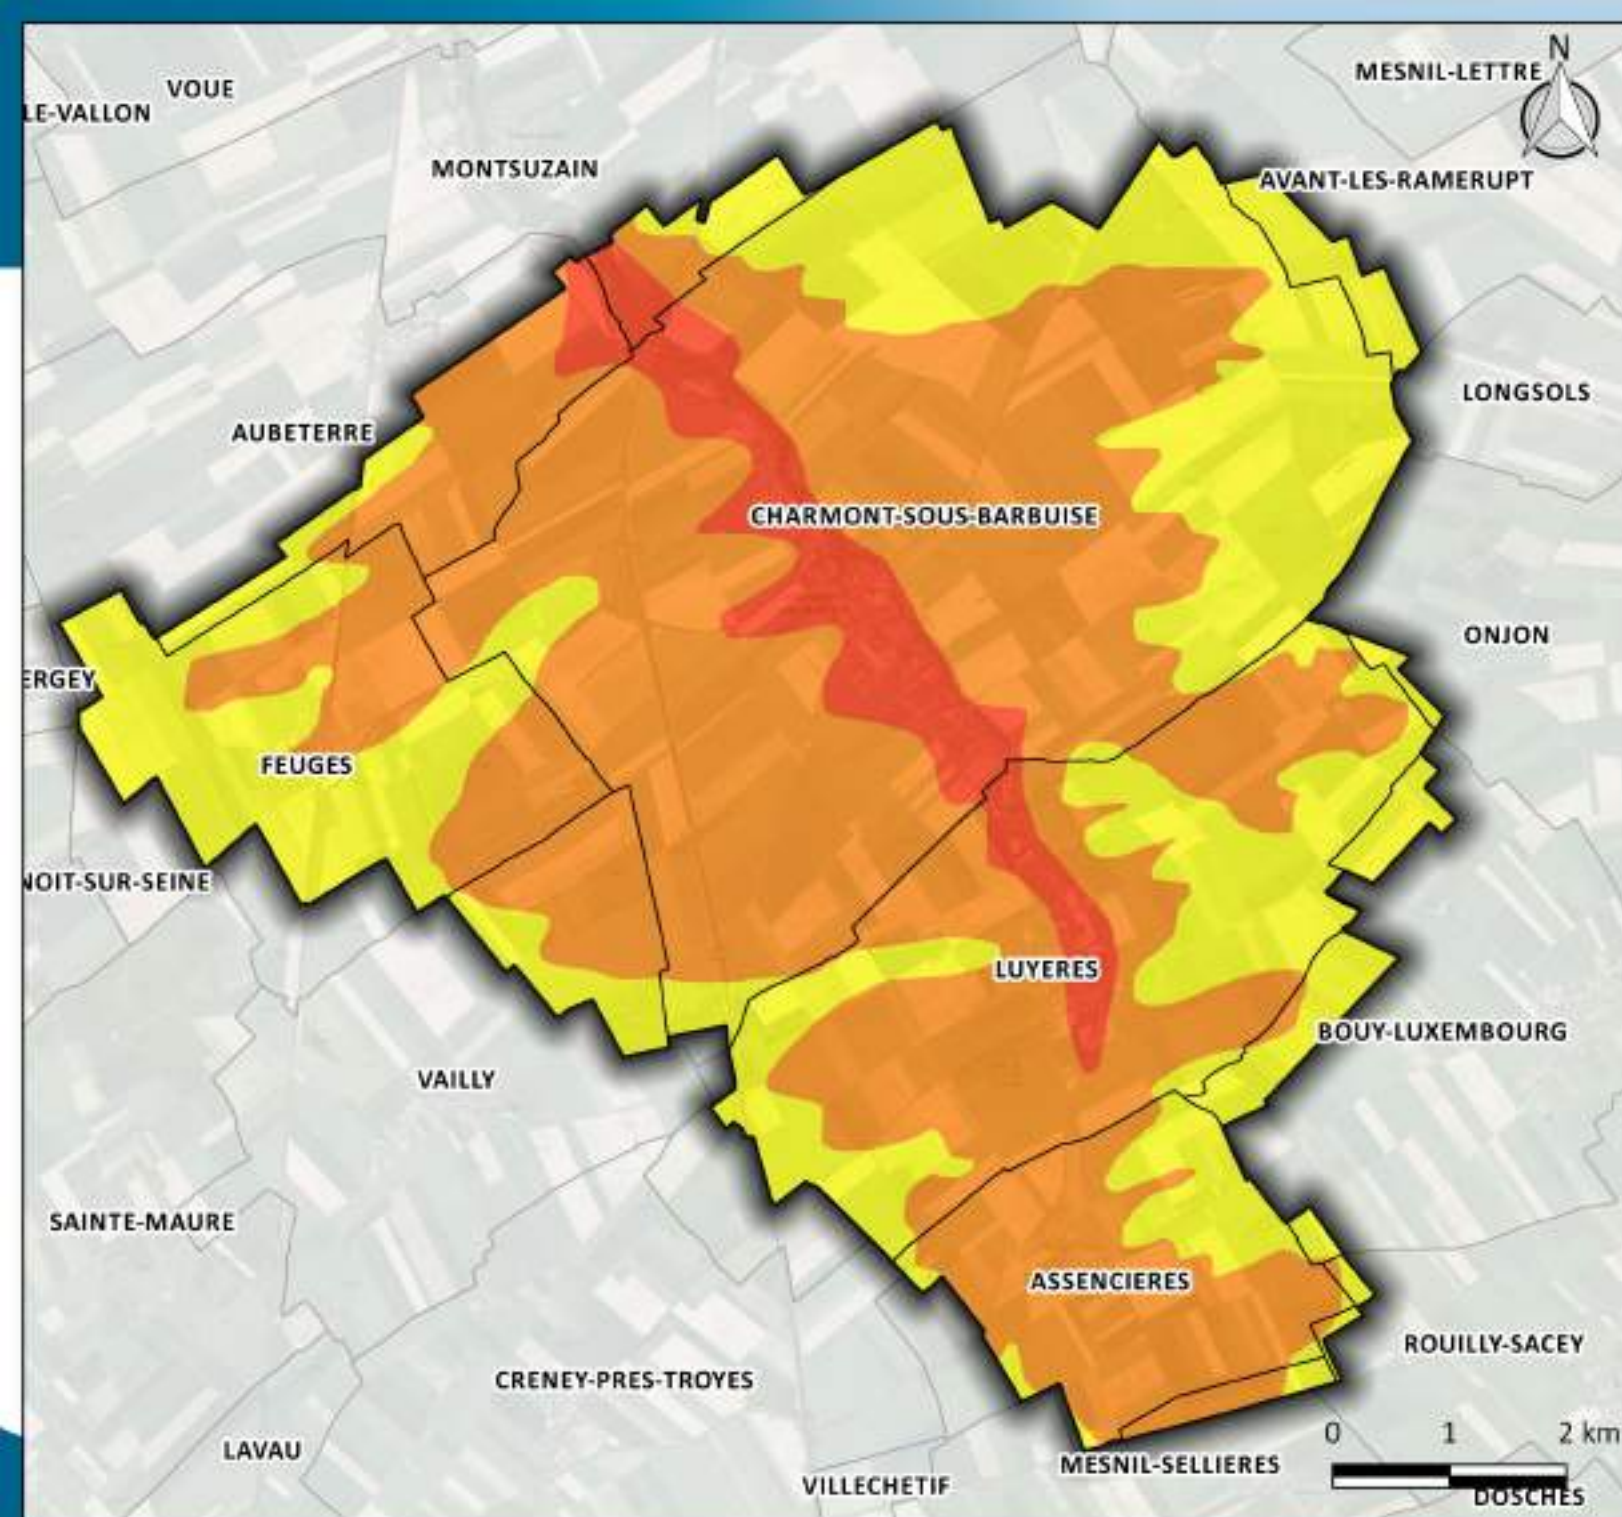 N
MESNIL-LETTRE
VOUE
LE-VALLON
MONTSUZAIN
AVANT-LES-RAMERUPT
LONGSOLS
AUBETERRE
CHARMONT-SOUS-BARBUISE
ONJON
ERGEY
FEUGES
NOIT-SUR-SEINE
LUYERES
BOUY-LUXEMBOURG
VAILLY
SAINTE-MAURE
ASSENCIERES
ROUILLY-SACEY
CRENEY-PRES-TROYES
0 1 2 km
LAVAU
MESNIL-SELLIERES
VILLECHETIF
DOSCHES